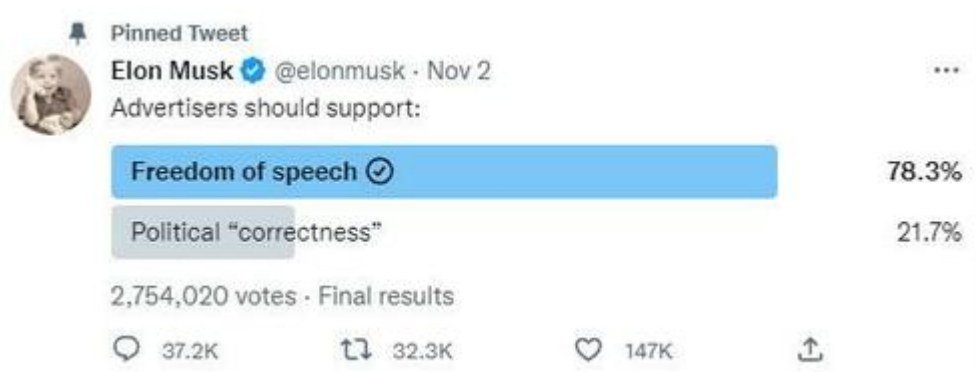 Pinned Tweet
Elon Musk @elonmusk · Nov 2
Advertisers should support:
Freedom of speech 78.3%
Political “correctness” 21.7%
2,754,020 votes · Final results
37.2K 32.3K 147K